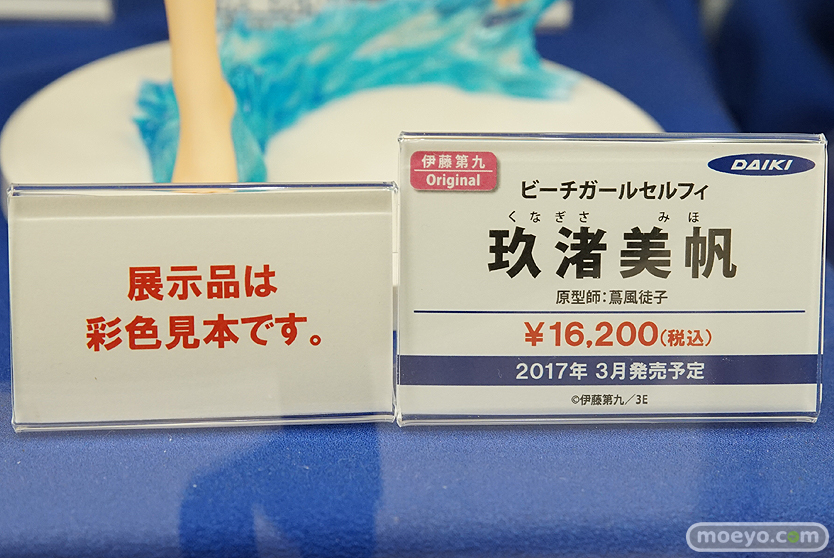 展示品は
彩色見本です。
伊藤第九
Original
DAIKI
ビーチガールセルフィ
くなぎさ みほ
玖渚美帆
原型師:蔦風徒子
¥16,200(税込)
2017年 3月発売予定
©伊藤第九/3E
moeyo.com